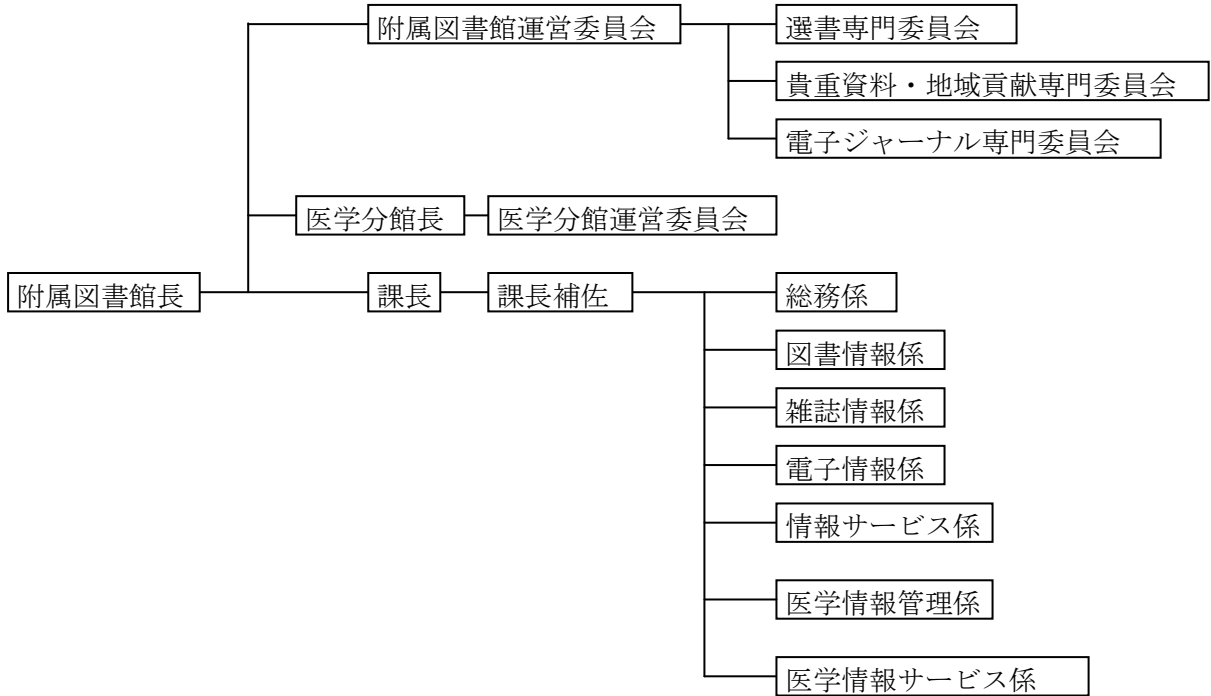 附属図書館運営委員会
選書専門委員会
貴重資料・地域貢献専門委員会
電子ジャーナル専門委員会
医学分館長
医学分館運営委員会
附属図書館長
課長
課長補佐
総務係
図書情報係
雑誌情報係
電子情報係
情報サービス係
医学情報管理係
医学情報サービス係